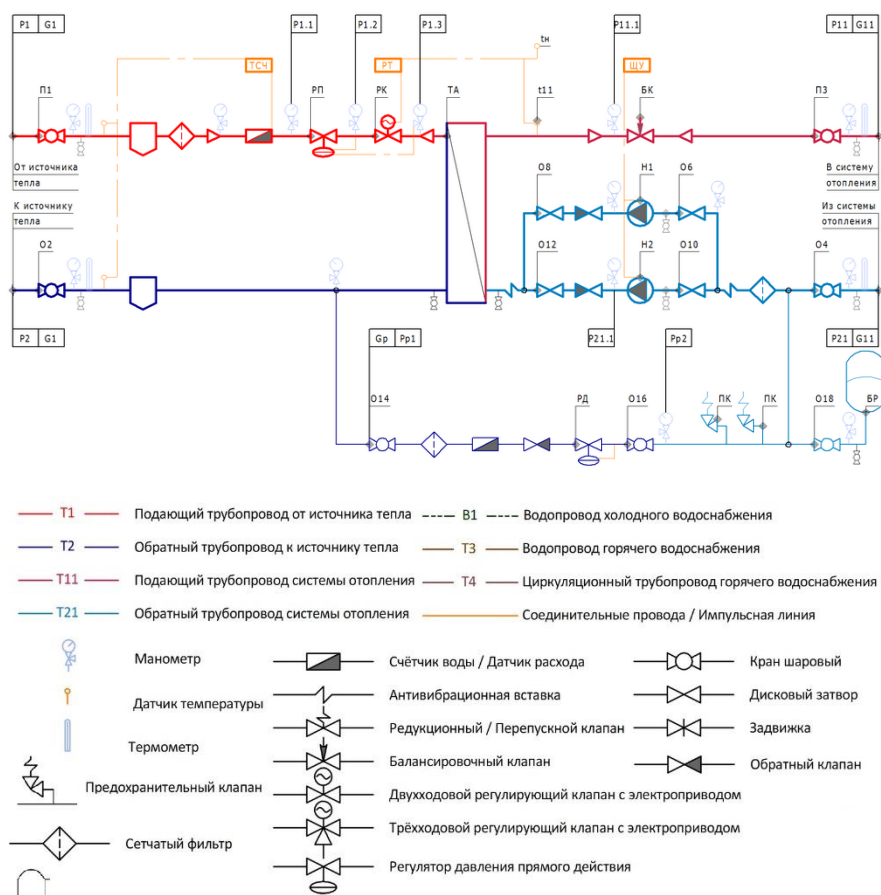 P1 G1
P1.1
P1.2
P1.3
P11.1
P11 G11
tн
ТСЧ
РТ
ЩУ
П1
РП
РК
ТА
t11
БК
П3
От источника
тепла
В систему
отопления
К источнику
тепла
Из системы
отопления
О8
Н1
О6
О2
О12
Н2
О10
О4
P2 G1
Gp Pp1
P21.1
Pp2
P21 G11
О14
РД
О16
ПК
ПК
О18
БР
Т1 Подающий трубопровод от источника тепла
В1 Водопровод холодного водоснабжения
Т2 Обратный трубопровод к источнику тепла
Т3 Водопровод горячего водоснабжения
Т11 Подающий трубопровод системы отопления
Т4 Циркуляционный трубопровод горячего водоснабжения
Т21 Обратный трубопровод системы отопления
Соединительные провода / Импульсная линия
Манометр
Счётчик воды / Датчик расхода
Кран шаровый
Датчик температуры
Антивибрационная вставка
Дисковый затвор
Термометр
Редукционный / Перепускной клапан
Задвижка
Предохранительный клапан
Балансировочный клапан
Обратный клапан
Двухходовой регулирующий клапан с электроприводом
Сетчатый фильтр
Трёхходовой регулирующий клапан с электроприводом
Регулятор давления прямого действия